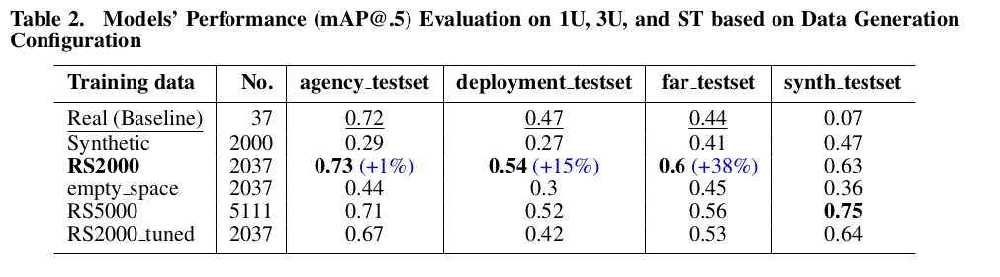 Table 2. Models' Performance (mAP@.5) Evaluation on 1U, 3U, and ST based on Data Generation
Configuration
Training data No. agency_testset deployment_testset far_testset synth_testset
Real (Baseline) 37 0.72 0.47 0.44 0.07
Synthetic 2000 0.29 0.27 0.41 0.47
RS2000 2037 0.73 (+1%) 0.54 (+15%) 0.6 (+38%) 0.63
empty_space 2037 0.44 0.3 0.45 0.36
RS5000 5111 0.71 0.52 0.56 0.75
RS2000_tuned 2037 0.67 0.42 0.53 0.64